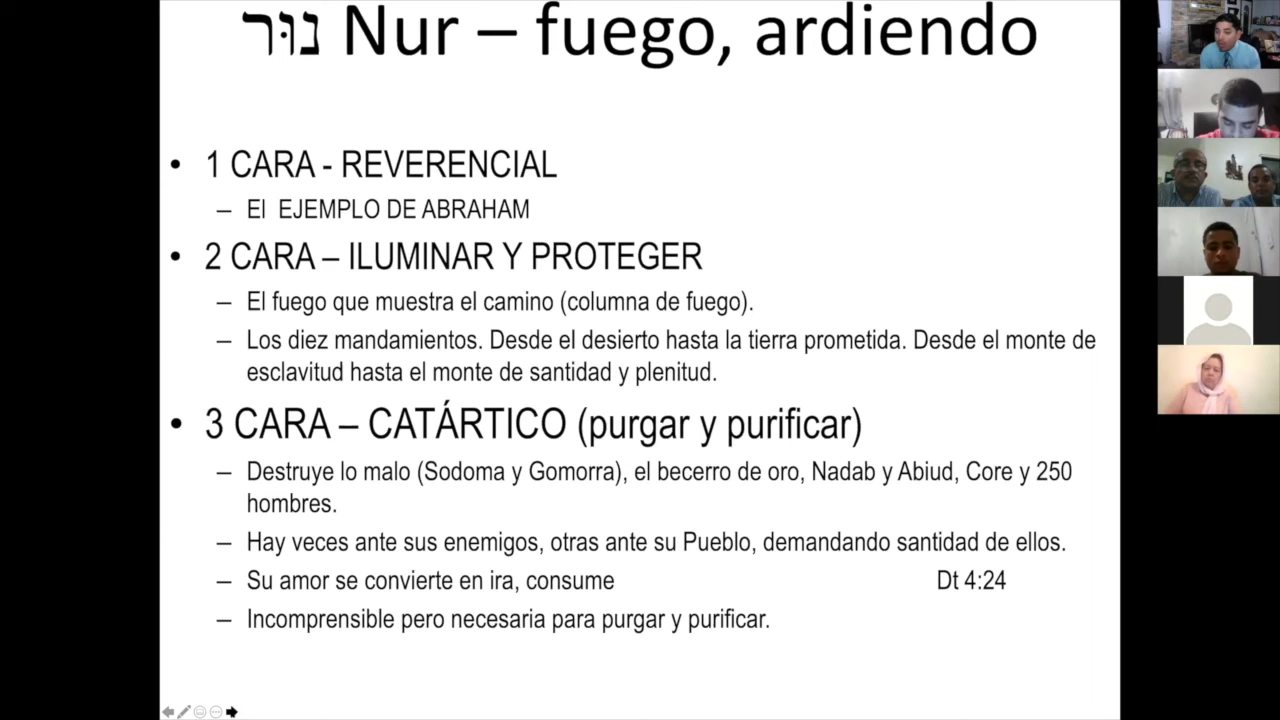 נוּר Nur – fuego, ardiendo
• 1 CARA - REVERENCIAL
– El EJEMPLO DE ABRAHAM
• 2 CARA – ILUMINAR Y PROTEGER
– El fuego que muestra el camino (columna de fuego).
– Los diez mandamientos. Desde el desierto hasta la tierra prometida. Desde el monte de
esclavitud hasta el monte de santidad y plenitud.
• 3 CARA – CATÁRTICO (purgar y purificar)
– Destruye lo malo (Sodoma y Gomorra), el becerro de oro, Nadab y Abiud, Core y 250
hombres.
– Hay veces ante sus enemigos, otras ante su Pueblo, demandando santidad de ellos.
– Su amor se convierte en ira, consume Dt 4:24
– Incomprensible pero necesaria para purgar y purificar.